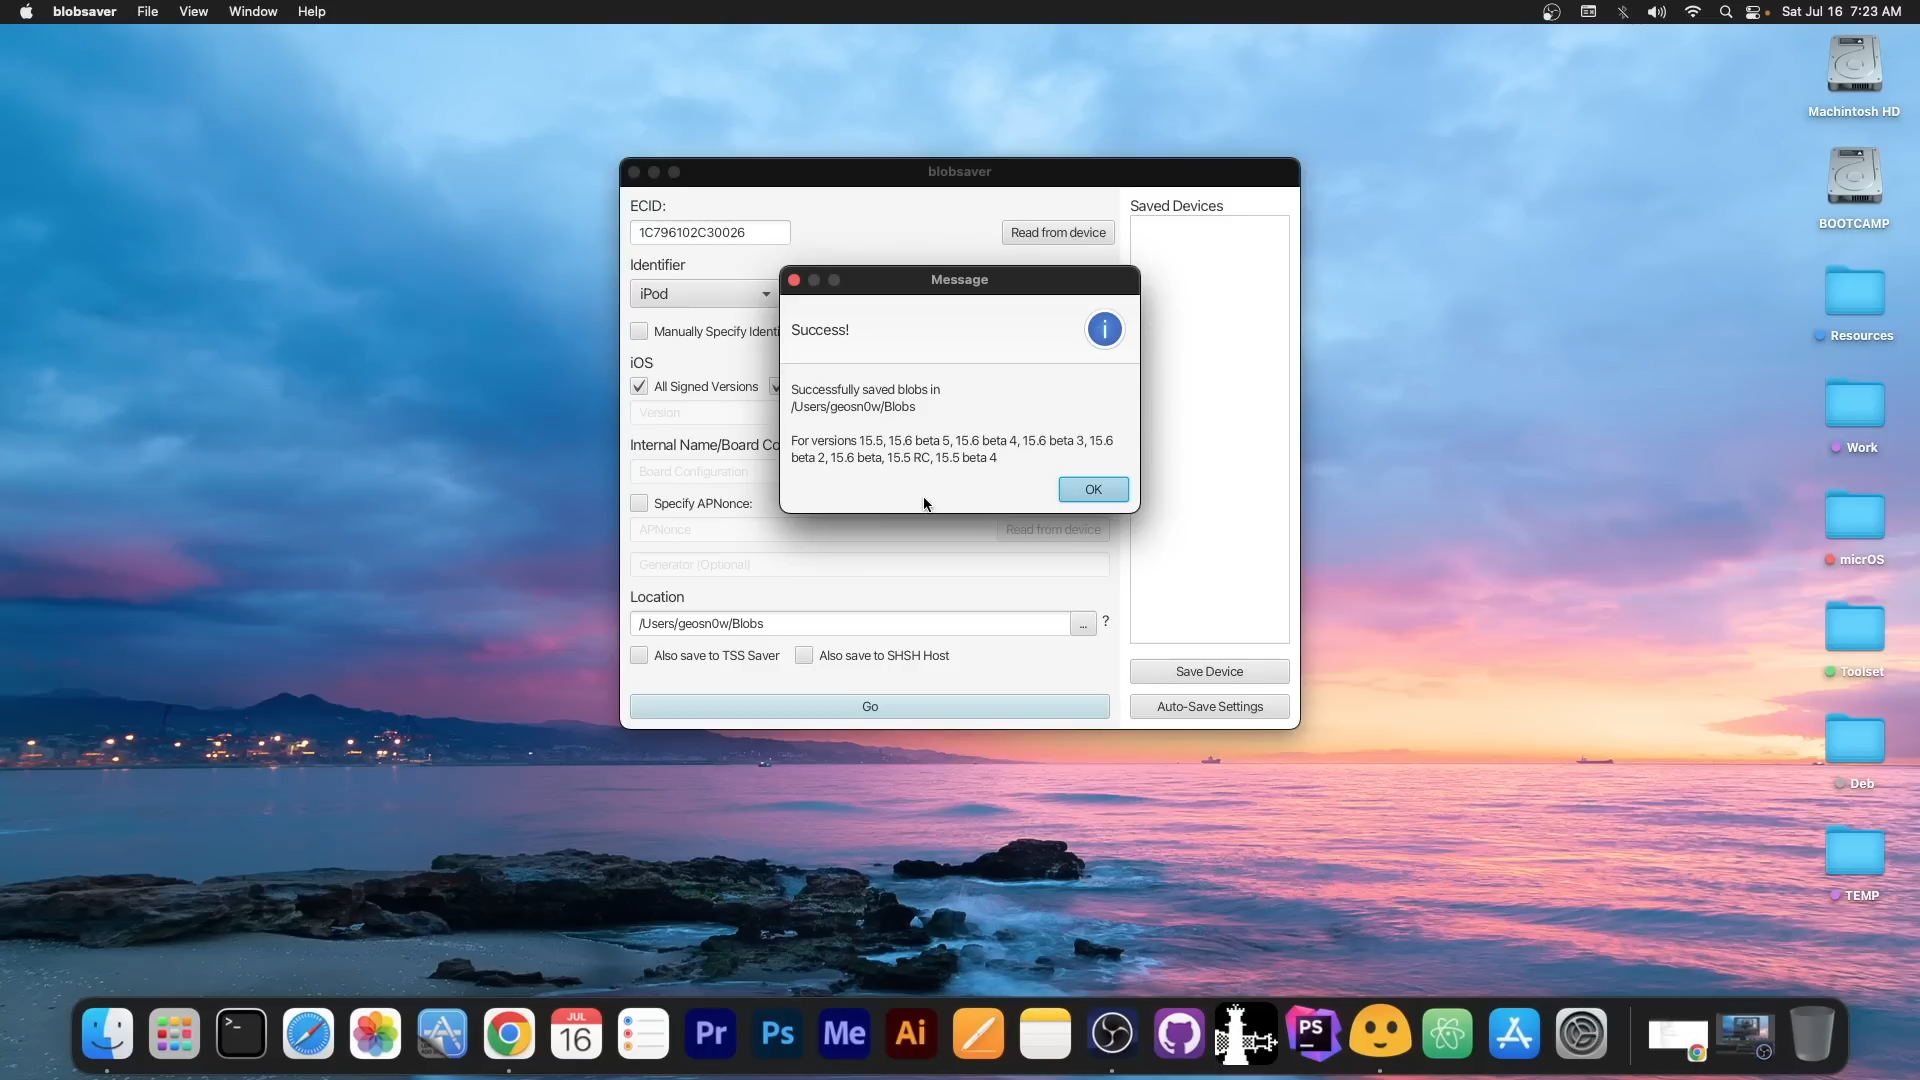 blobsaver File View Window Help
Sat Jul 16 7:23 AM
Machintosh HD
BOOTCAMP
Resources
Work
micrOS
Toolset
Deb
TEMP
blobsaver
ECID:
1C796102C30026
Read from device
Identifier
iPod
Manually Specify Identi
iOS
All Signed Versions
Version
Internal Name/Board Co
Board Configuration
Specify APNonce:
APNonce
Read from device
Generator (Optional)
Location
/Users/geosn0w/Blobs
...
?
Also save to TSS Saver
Also save to SHSH Host
Go
Saved Devices
Save Device
Auto-Save Settings
Message
Success!
i
Successfully saved blobs in
/Users/geosn0w/Blobs
For versions 15.5, 15.6 beta 5, 15.6 beta 4, 15.6 beta 3, 15.6
beta 2, 15.6 beta, 15.5 RC, 15.5 beta 4
OK
>_
JUL
16
Pr
Ps
Me
Ai
PS